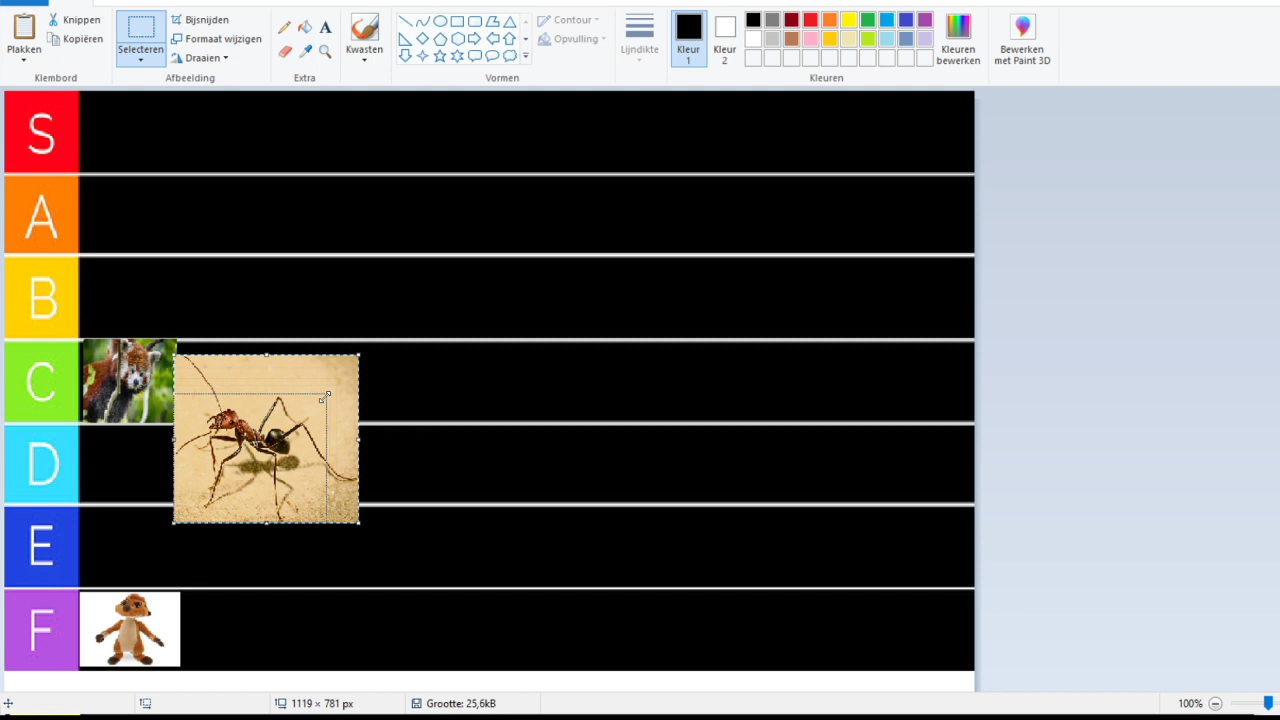 Plakken
Knippen
Kopiëren
Klembord
Selecteren
Bijsnijden
Formaat wijzigen
Draaien
Afbeelding
A
Extra
Kwasten
Vormen
Contour
Opvulling
Lijndikte
Kleur
1
Kleur
2
Kleuren
Kleuren
bewerken
Bewerken
met Paint 3D
S
A
B
C
D
E
F
1119 × 781 px
Grootte: 25,6kB
100%